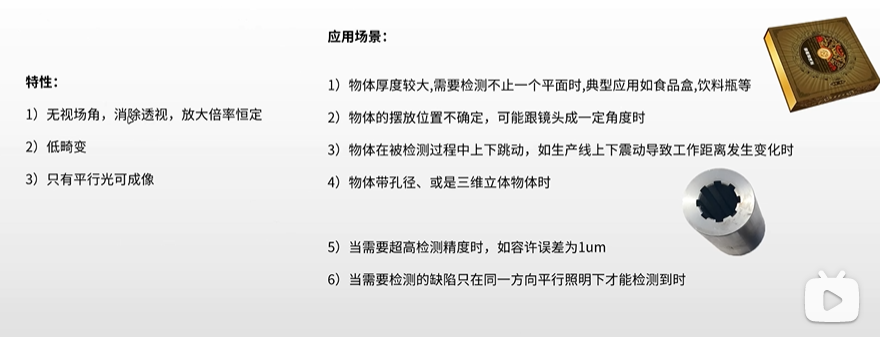 特性：
1）无视场角，消除透视，放大倍率恒定
2）低畸变
3）只有平行光可成像
应用场景：
1）物体厚度较大,需要检测不止一个平面时,典型应用如食品盒,饮料瓶等
2）物体的摆放位置不确定，可能跟镜头成一定角度时
3）物体在被检测过程中上下跳动，如生产线上下震动导致工作距离发生变化时
4）物体带孔径、或是三维立体物体时
5）当需要超高检测精度时，如容许误差为1um
6）当需要检测的缺陷只在同一方向平行照明下才能检测到时